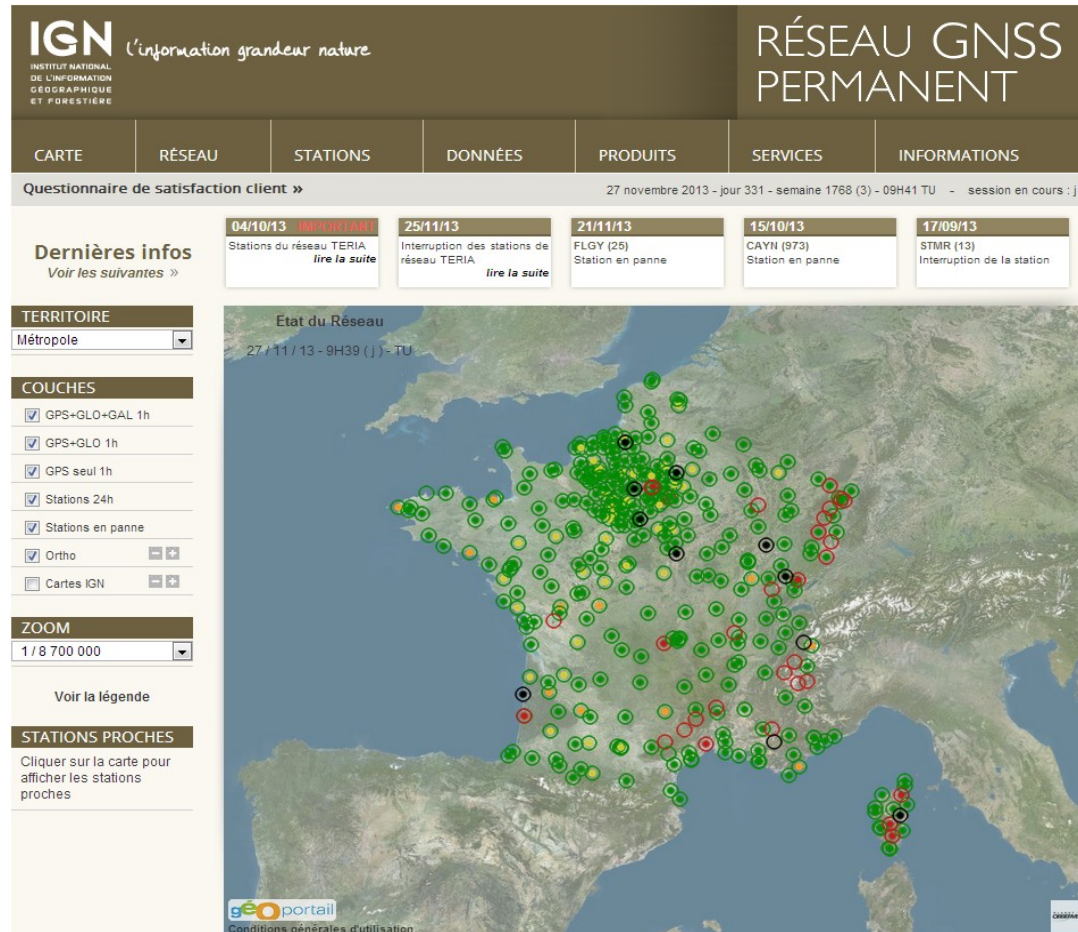 IGN l'information grandeur nature
INSTITUT NATIONAL
DE L'INFORMATION
GÉOGRAPHIQUE
ET FORESTIÈRE
RÉSEAU GNSS
PERMANENT
CARTE RÉSEAU STATIONS DONNÉES PRODUITS SERVICES INFORMATIONS
Questionnaire de satisfaction client »
27 novembre 2013 - jour 331 - semaine 1768 (3) - 09H41 TU - session en cours : j
Dernières infos
Voir les suivantes »
04/10/13 IMPORTANT
Stations du réseau TERIA
lire la suite
25/11/13
Interruption des stations de
réseau TERIA
lire la suite
21/11/13
FLGY (25)
Station en panne
15/10/13
CAYN (973)
Station en panne
17/09/13
STMR (13)
Interruption de la station
TERRITOIRE
Métropole
COUCHES
GPS+GLO+GAL 1h
GPS+GLO 1h
GPS seul 1h
Stations 24h
Stations en panne
Ortho
Cartes IGN
ZOOM
1 / 8 700 000
Voir la légende
STATIONS PROCHES
Cliquer sur la carte pour
afficher les stations
proches
Etat du Réseau
27 / 11 / 13 - 9H39 ( j ) - TU
géoportail
Conditions générales d'utilisation